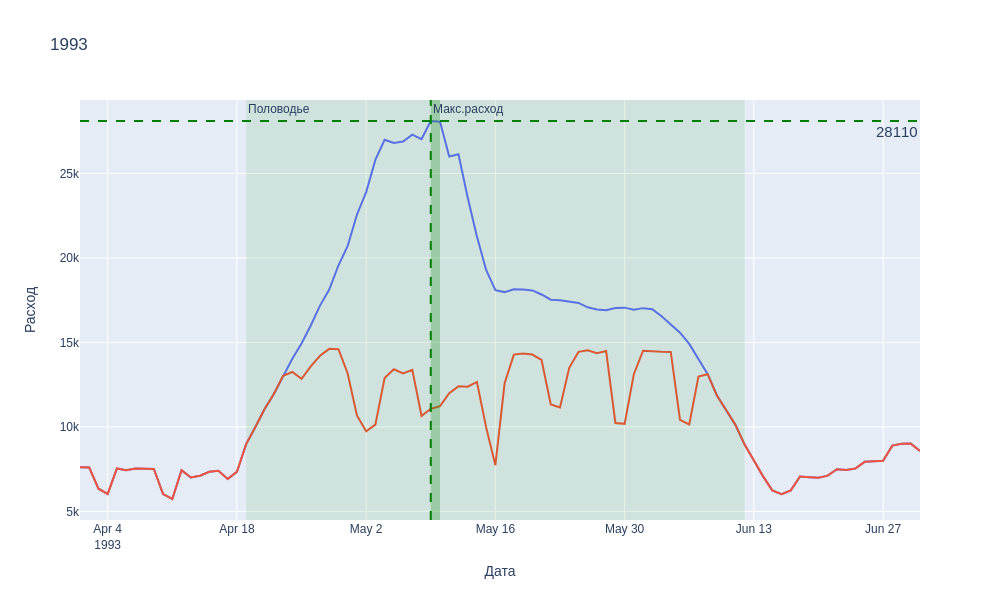 1993
Половодье
Макс.расход
28110
25k
20k
15k
10k
5k
Расход
Apr 4
1993
Apr 18
May 2
May 16
May 30
Jun 13
Jun 27
Дата